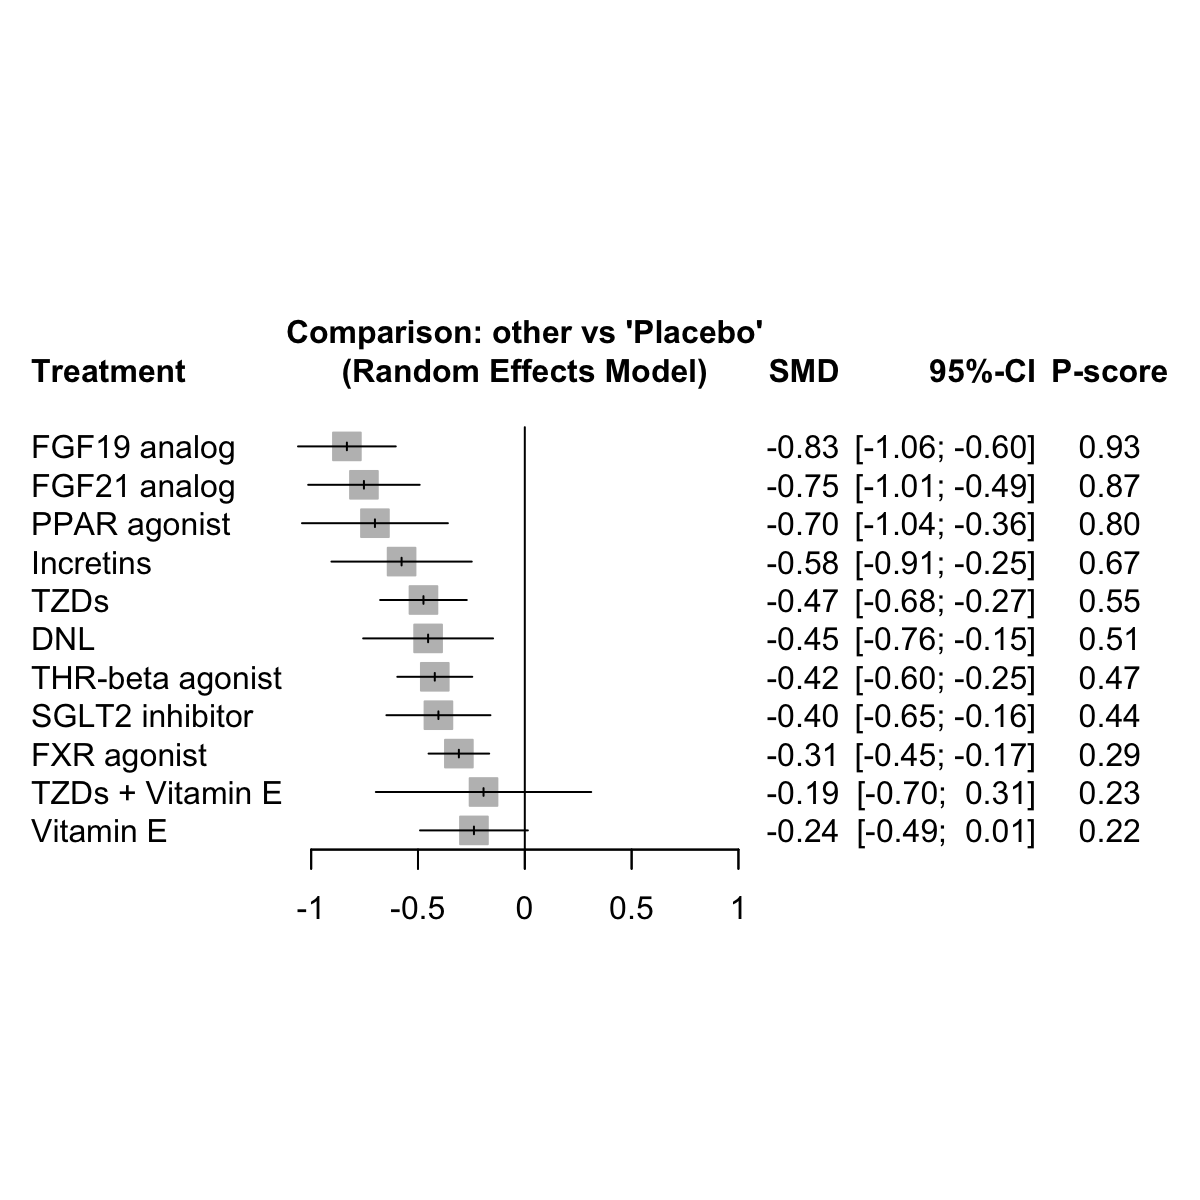 Comparison: other vs 'Placebo'
Treatment (Random Effects Model) SMD 95%-CI P-score
FGF19 analog -0.83 [-1.06; -0.60] 0.93
FGF21 analog -0.75 [-1.01; -0.49] 0.87
PPAR agonist -0.70 [-1.04; -0.36] 0.80
Incretins -0.58 [-0.91; -0.25] 0.67
TZDs -0.47 [-0.68; -0.27] 0.55
DNL -0.45 [-0.76; -0.15] 0.51
THR-beta agonist -0.42 [-0.60; -0.25] 0.47
SGLT2 inhibitor -0.40 [-0.65; -0.16] 0.44
FXR agonist -0.31 [-0.45; -0.17] 0.29
TZDs + Vitamin E -0.19 [-0.70; 0.31] 0.23
Vitamin E -0.24 [-0.49; 0.01] 0.22
-1 -0.5 0 0.5 1